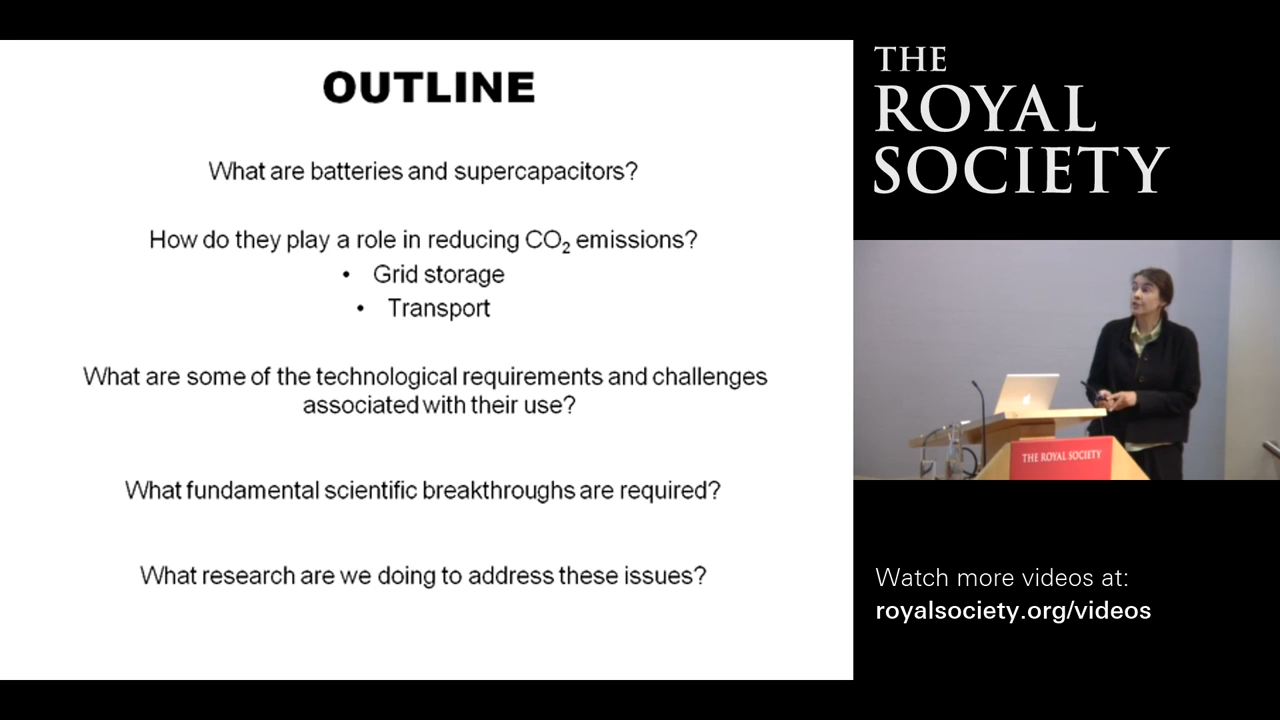 OUTLINE
What are batteries and supercapacitors?
How do they play a role in reducing CO₂ emissions?
• Grid storage
• Transport
What are some of the technological requirements and challenges
associated with their use?
What fundamental scientific breakthroughs are required?
What research are we doing to address these issues?
THE
ROYAL
SOCIETY
THE ROYAL SOCIETY
Watch more videos at:
royalsociety.org/videos